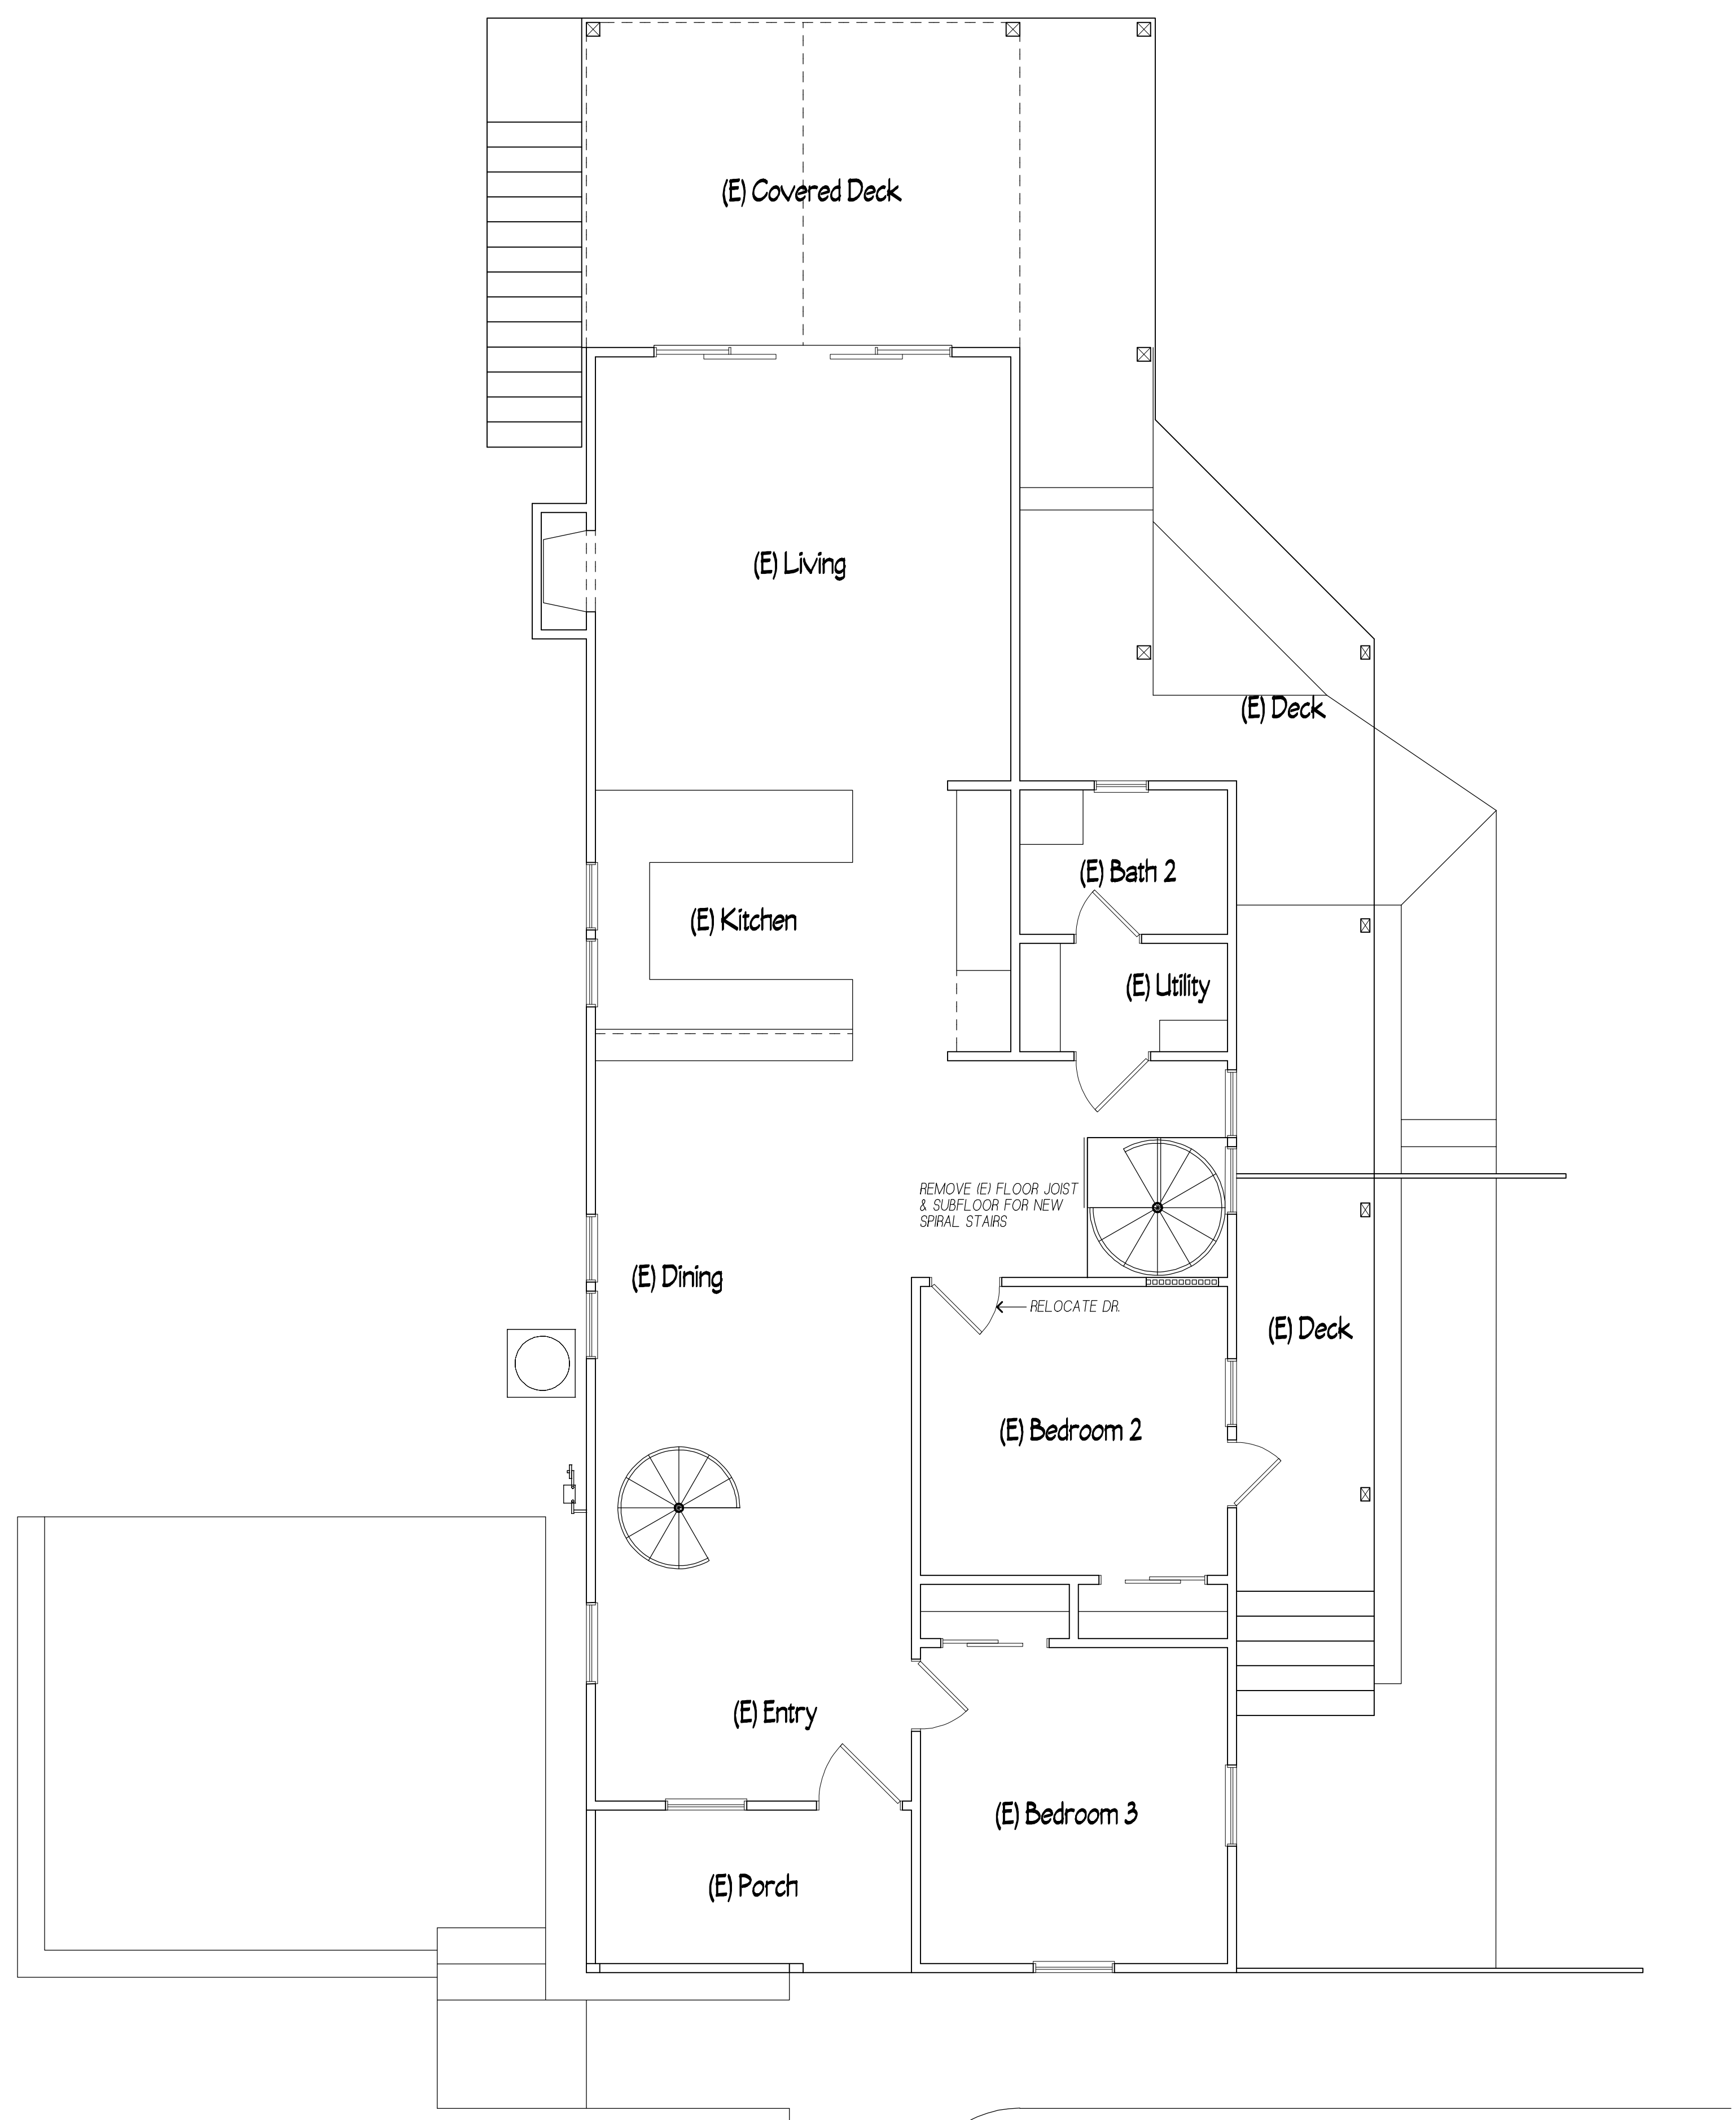 (E) Covered Deck
(E) Living
(E) Deck
(E) Bath 2
(E) Kitchen
(E) Utility
REMOVE (E) FLOOR JOIST
& SUBFLOOR FOR NEW
SPIRAL STAIRS
(E) Dining
RELOCATE DR.
(E) Deck
(E) Bedroom 2
(E) Entry
(E) Bedroom 3
(E) Porch